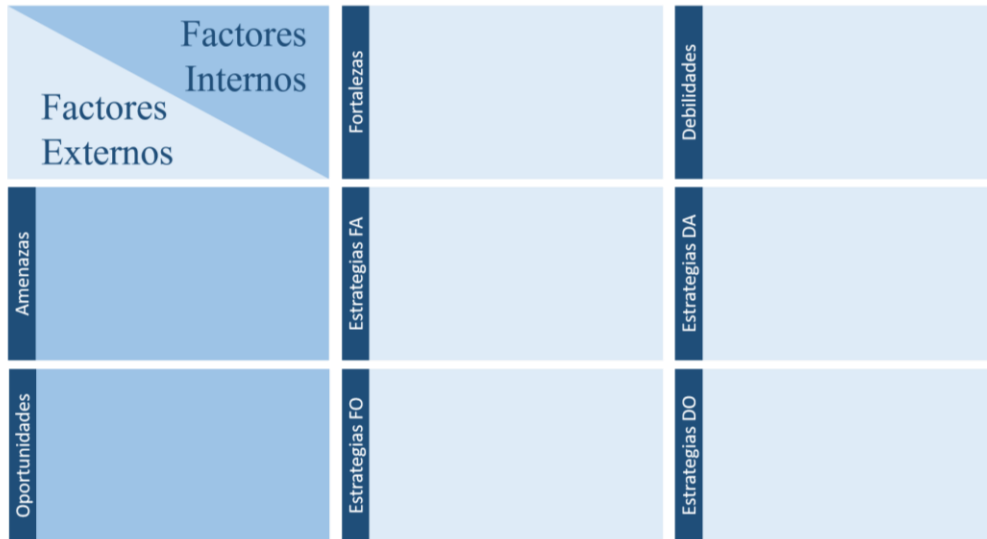 Factores
Internos
Factores
Externos
Fortalezas
Debilidades
Amenazas
Estrategias FA
Estrategias DA
Oportunidades
Estrategias FO
Estrategias DO